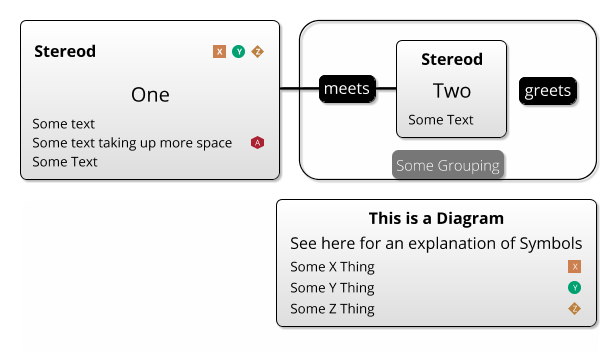 Stereod X Y Z
One
Some text
Some text taking up more space A
Some Text
meets
Stereod
Two
Some Text
greets
Some Grouping
This is a Diagram
See here for an explanation of Symbols
Some X Thing X
Some Y Thing Y
Some Z Thing Z